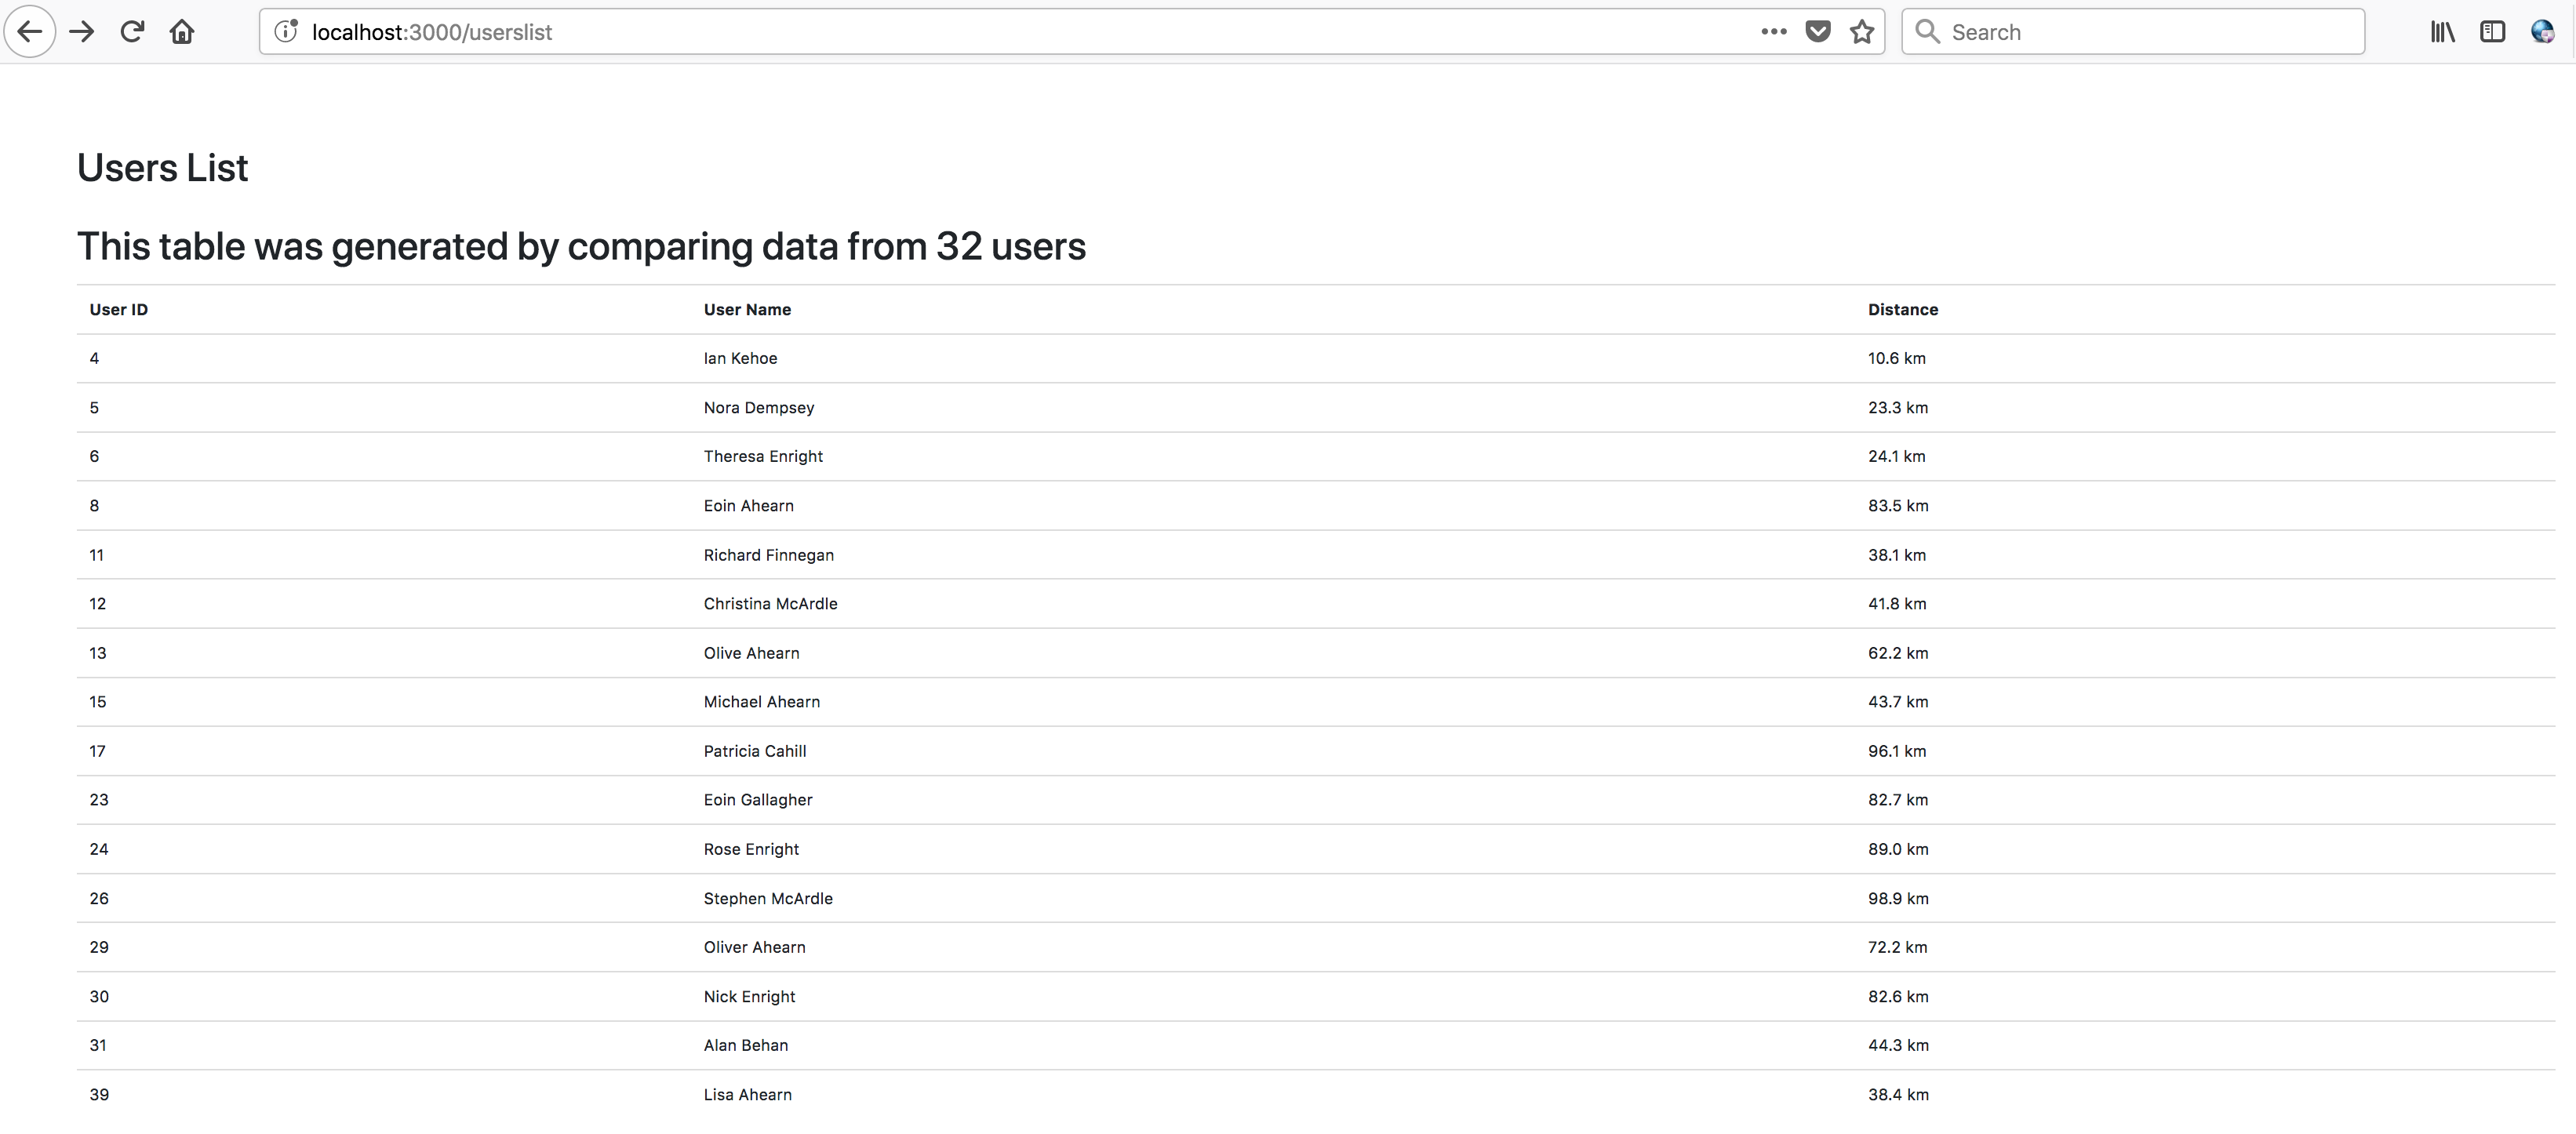 localhost:3000/userslist
Search
Users List
This table was generated by comparing data from 32 users
User ID User Name Distance
4 Ian Kehoe 10.6 km
5 Nora Dempsey 23.3 km
6 Theresa Enright 24.1 km
8 Eoin Ahearn 83.5 km
11 Richard Finnegan 38.1 km
12 Christina McArdle 41.8 km
13 Olive Ahearn 62.2 km
15 Michael Ahearn 43.7 km
17 Patricia Cahill 96.1 km
23 Eoin Gallagher 82.7 km
24 Rose Enright 89.0 km
26 Stephen McArdle 98.9 km
29 Oliver Ahearn 72.2 km
30 Nick Enright 82.6 km
31 Alan Behan 44.3 km
39 Lisa Ahearn 38.4 km